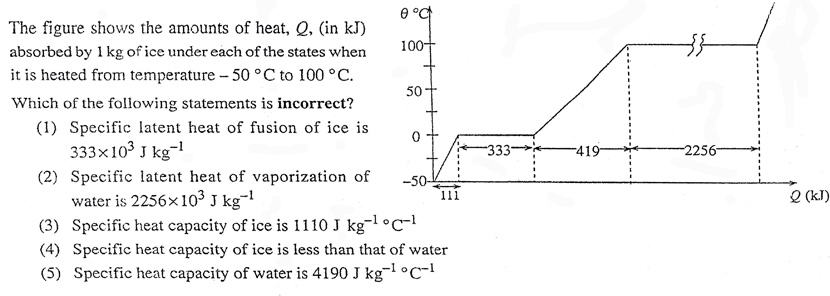 The figure shows the amounts of heat, Q, (in kJ)
absorbed by 1 kg of ice under each of the states when
it is heated from temperature – 50 °C to 100 °C.
Which of the following statements is incorrect?
(1) Specific latent heat of fusion of ice is
333×10³ J kg⁻¹
(2) Specific latent heat of vaporization of
water is 2256×10³ J kg⁻¹
(3) Specific heat capacity of ice is 1110 J kg⁻¹ °C⁻¹
(4) Specific heat capacity of ice is less than that of water
(5) Specific heat capacity of water is 4190 J kg⁻¹ °C⁻¹
θ °C
100
50
0
–50
333
419
2256
111
Q (kJ)